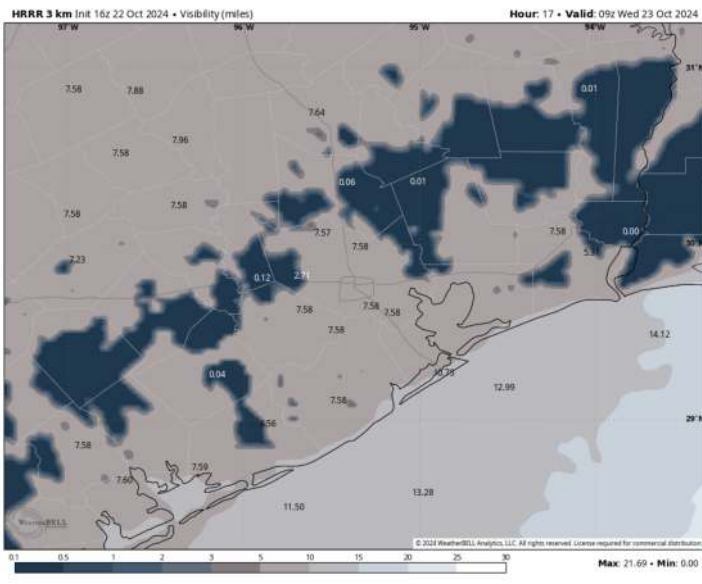 HRRR 3 km Init 16z 22 Oct 2024 • Visibility (miles) Hour: 17 • Valid: 09z Wed 23 Oct 2024
97°W 96°W 95°W 94°W
31°N
7.58 7.88 0.01
7.64
7.96
7.58
0.06 0.01
7.58
7.58
7.57 7.58 0.00
7.58 30°N
7.23
0.12 2.71
7.58 7.58 7.58
7.58 14.12
0.04 10.75
12.99
7.58
29°N
7.58
7.59
7.60
13.28
11.50
WeatherBELL
© 2024 WeatherBELL Analytics, LLC. All rights reserved. License required for commercial distribution.
0.1 0.5 1 2 3 5 10 15 20 25 30
Max: 21.69 • Min: 0.00